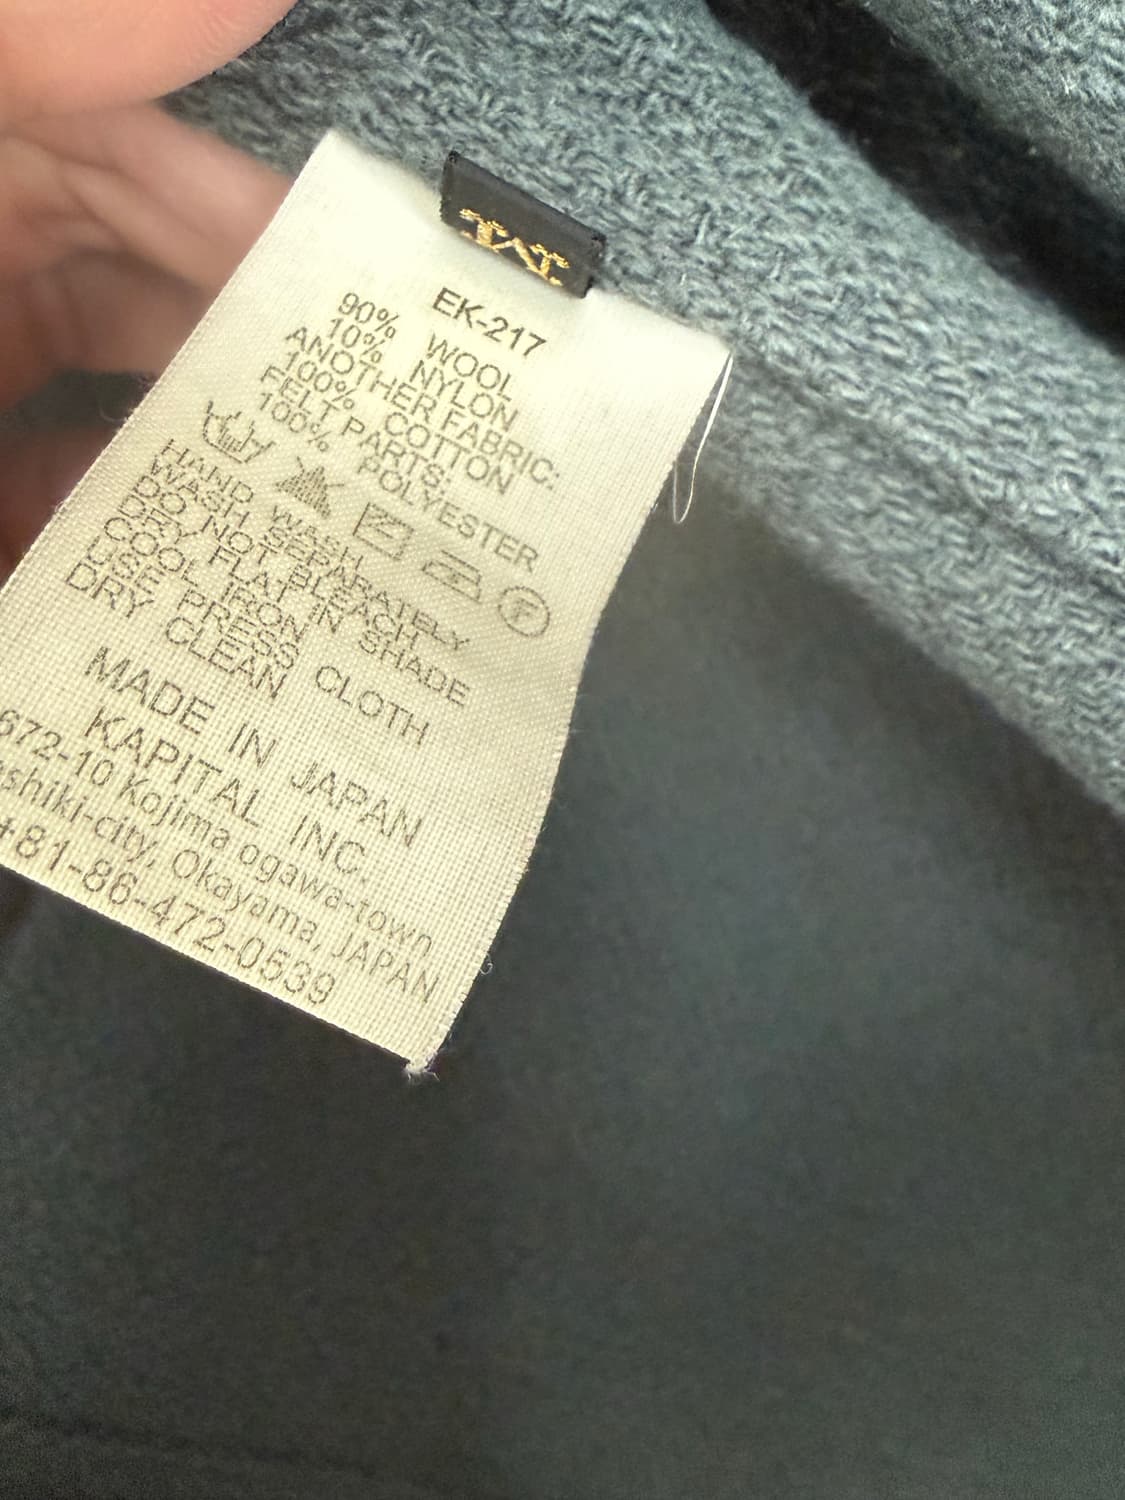 EK-217
90% WOOL
10% NYLON
ANOTHER FABRIC:
100% COTTON
FELT PARTS:
100% POLYESTER
F
HAND WASH
WASH SEPARATELY
DO NOT BLEACH
DRY FLAT IN SHADE
COOL IRON
USE PRESS CLOTH
DRY CLEAN
MADE IN JAPAN
KAPITAL INC.
672-10 Kojima ogawa-town
shiki-city, Okayama, JAPAN
+81-86-472-0539